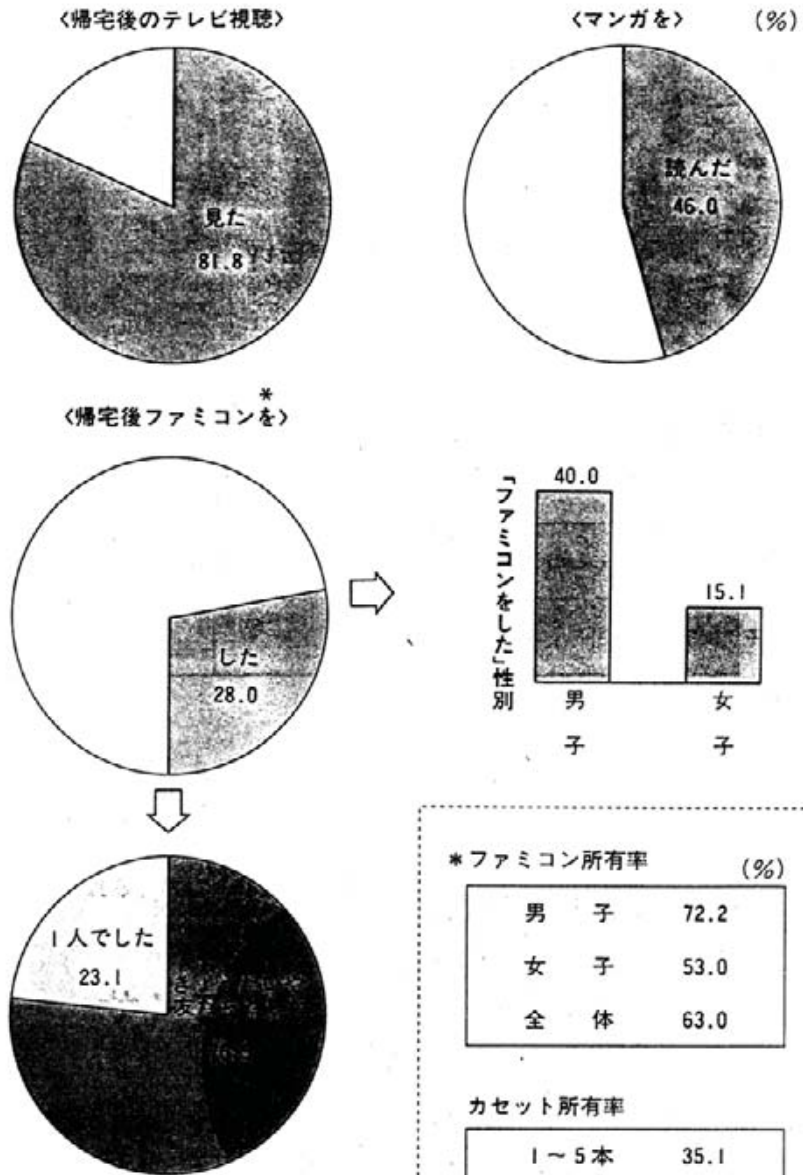 〈帰宅後のテレビ視聴〉
見た
81.8
〈マンガを〉
(%)
読んだ
46.0
*
〈帰宅後ファミコンを〉
した
28.0
「ファミコンをした」性別
40.0
15.1
男子
女子
1人でした
23.1
*ファミコン所有率
(%)
男子 72.2
女子 53.0
全体 63.0
カセット所有率
1〜5本 35.1